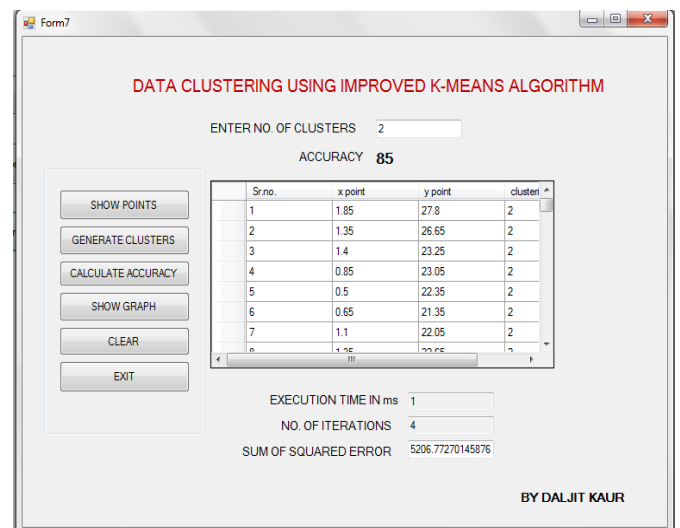 Form7
DATA CLUSTERING USING IMPROVED K-MEANS ALGORITHM
ENTER NO. OF CLUSTERS 2
ACCURACY 85
SHOW POINTS
GENERATE CLUSTERS
CALCULATE ACCURACY
SHOW GRAPH
CLEAR
EXIT
Sr.no. x point y point clusteri
1 1.85 27.8 2
2 1.35 26.65 2
3 1.4 23.25 2
4 0.85 23.05 2
5 0.5 22.35 2
6 0.65 21.35 2
7 1.1 22.05 2
EXECUTION TIME IN ms 1
NO. OF ITERATIONS 4
SUM OF SQUARED ERROR 5206.77270145876
BY DALJIT KAUR